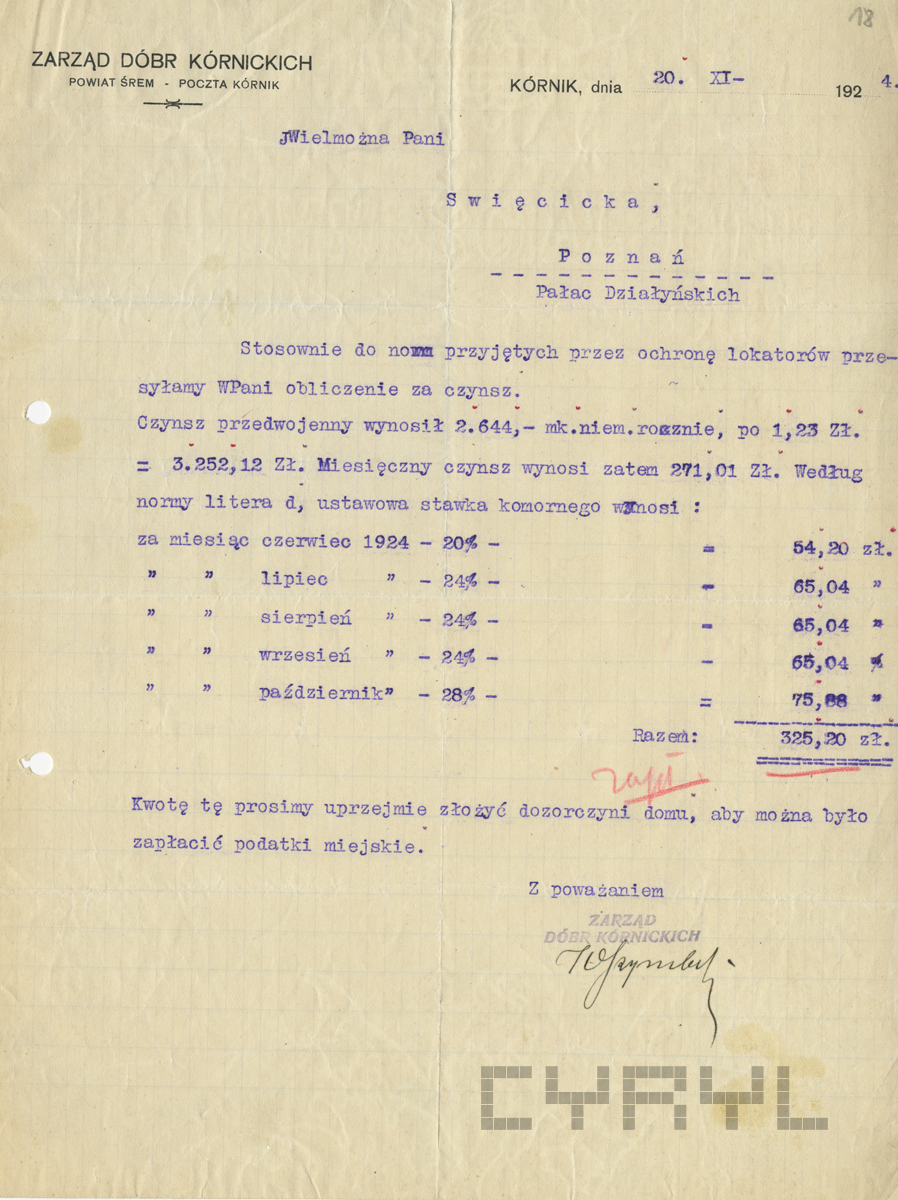 18
ZARZĄD DÓBR KÓRNICKICH
POWIAT ŚREM - POCZTA KÓRNIK
KÓRNIK, dnia 20. XI- 1924.
JWielmożna Pani
Swięcicka,
Poznań
Pałac Działyńskich
Stosownie do norm przyjętych przez ochronę lokatorów prze-
syłamy WPani obliczenie za czynsz.
Czynsz przedwojenny wynosił 2.644,- mk.niem.rocznie, po 1,23 Zł.
= 3.252,12 Zł. Miesięczny czynsz wynosi zatem 271,01 Zł. Według
normy litera d, ustawowa stawka komornego wynosi :
za miesiąc czerwiec 1924 - 20% - = 54,20 zł.
" " lipiec " - 24% - = 65,04 "
" " sierpień " - 24% - = 65,04 "
" " wrzesień " - 24% - - 65,04 "
" " październik" - 28% - = 75,88 "
Razem: 325,20 zł.
zapł.
Kwotę tę prosimy uprzejmie złożyć dozorczyni domu, aby można było
zapłacić podatki miejskie.
Z poważaniem
ZARZĄD
DÓBR KÓRNICKICH
CYRYL